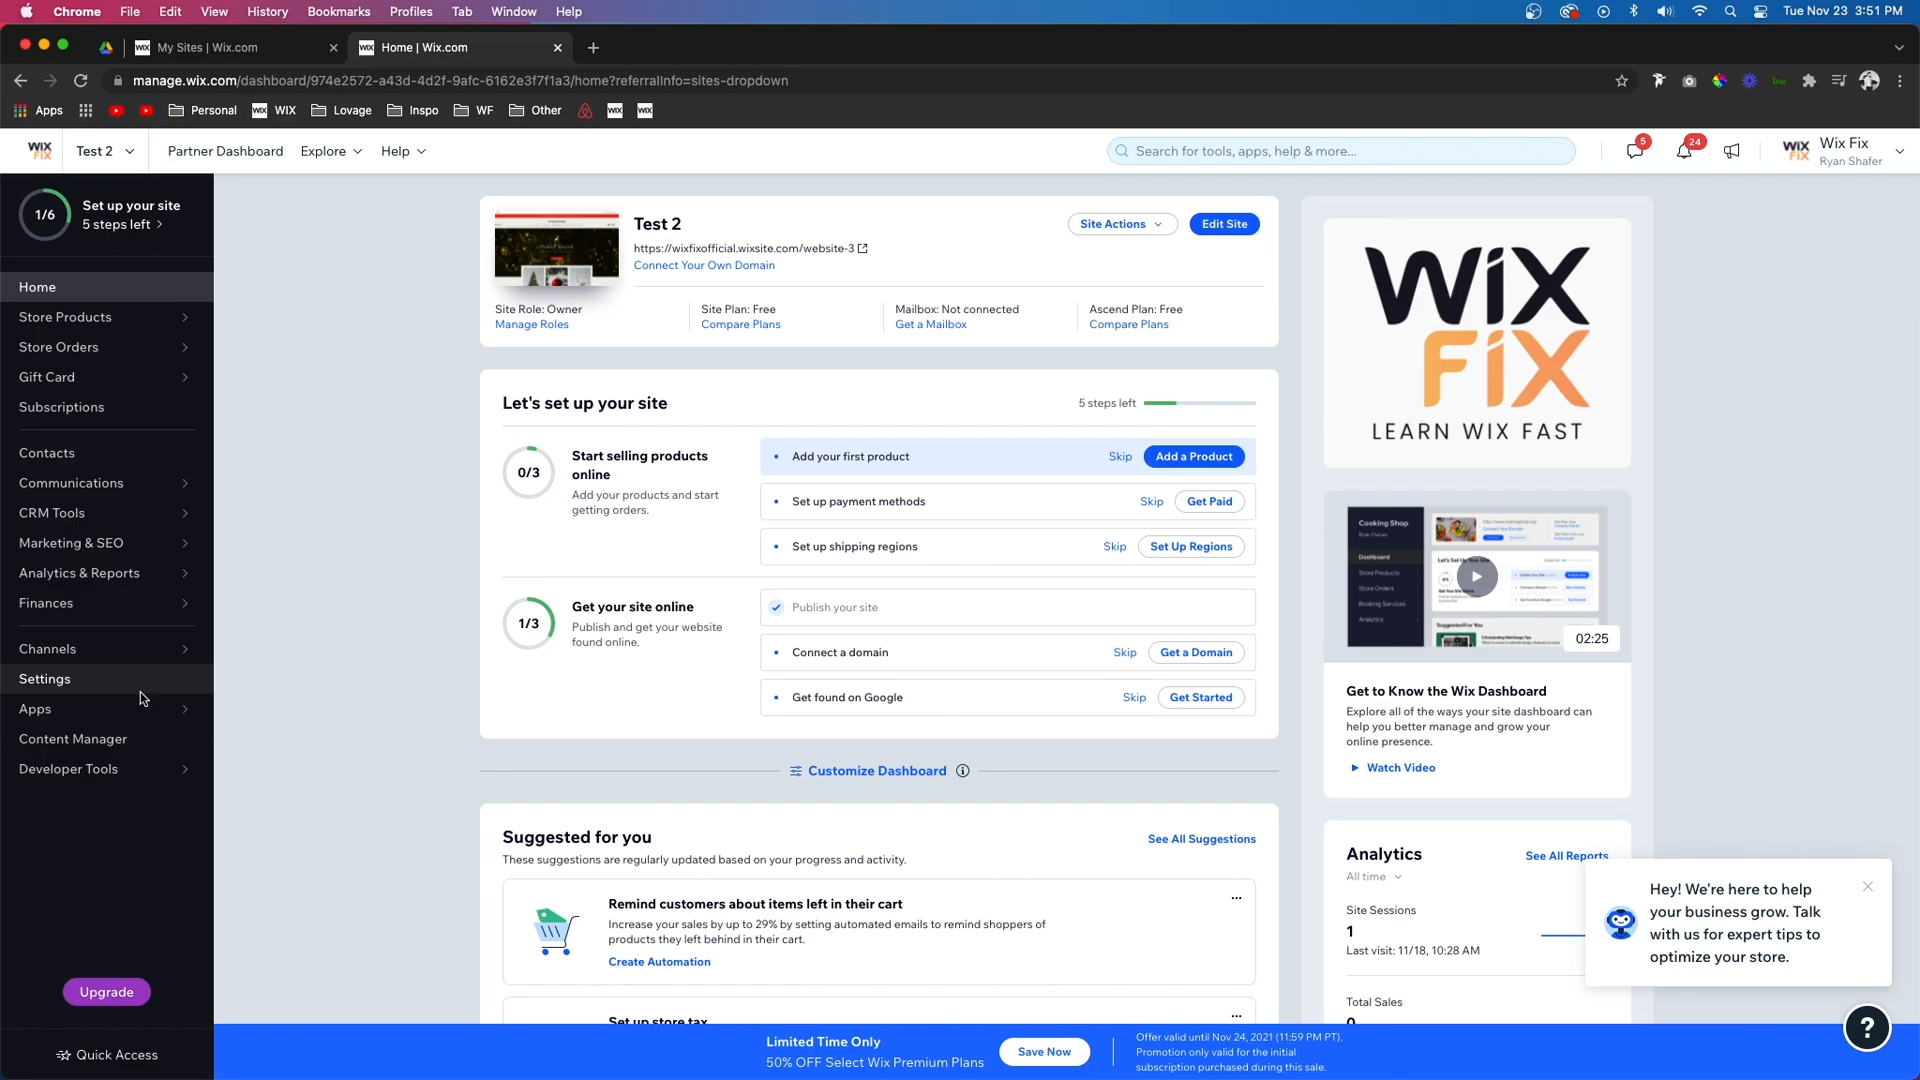 Chrome File Edit View History Bookmarks Profiles Tab Window Help
Tue Nov 23 3:51 PM
WIX My Sites | Wix.com
WIX Home | Wix.com
manage.wix.com/dashboard/974e2572-a43d-4d2f-9afc-6162e3f7f1a3/home?referralInfo=sites-dropdown
Apps Personal WIX WIX Lovage Inspo WF Other WIX WIX
WIX FIX
Test 2
Partner Dashboard
Explore
Help
Search for tools, apps, help & more...
5
24
WIX FIX
Wix Fix
Ryan Shafer
1/6
Set up your site
5 steps left
Home
Store Products
Store Orders
Gift Card
Subscriptions
Contacts
Communications
CRM Tools
Marketing & SEO
Analytics & Reports
Finances
Channels
Settings
Apps
Content Manager
Developer Tools
Upgrade
Quick Access
Test 2
https://wixfixofficial.wixsite.com/website-3
Connect Your Own Domain
Site Actions
Edit Site
Site Role: Owner
Manage Roles
Site Plan: Free
Compare Plans
Mailbox: Not connected
Get a Mailbox
Ascend Plan: Free
Compare Plans
Let's set up your site
5 steps left
0/3
Start selling products
online
Add your products and start
getting orders.
Add your first product Skip Add a Product
Set up payment methods Skip Get Paid
Set up shipping regions Skip Set Up Regions
1/3
Get your site online
Publish and get your website
found online.
Publish your site
Connect a domain Skip Get a Domain
Get found on Google Skip Get Started
Customize Dashboard
Suggested for you
See All Suggestions
These suggestions are regularly updated based on your progress and activity.
Remind customers about items left in their cart
Increase your sales by up to 29% by setting automated emails to remind shoppers of
products they left behind in their cart.
Create Automation
Set up store tax
WIX
FIX
LEARN WIX FAST
Cooking Shop
Dashboard
Store Products
Store Orders
Booking Services
Analytics
02:25
Get to Know the Wix Dashboard
Explore all of the ways your site dashboard can
help you better manage and grow your
online presence.
Watch Video
Analytics
See All Reports
All time
Site Sessions
1
Last visit: 11/18, 10:28 AM
Total Sales
0
Hey! We're here to help
your business grow. Talk
with us for expert tips to
optimize your store.
?
Limited Time Only
50% OFF Select Wix Premium Plans
Save Now
Offer valid until Nov 24, 2021 (11:59 PM PT).
Promotion only valid for the initial
subscription purchased during this sale.